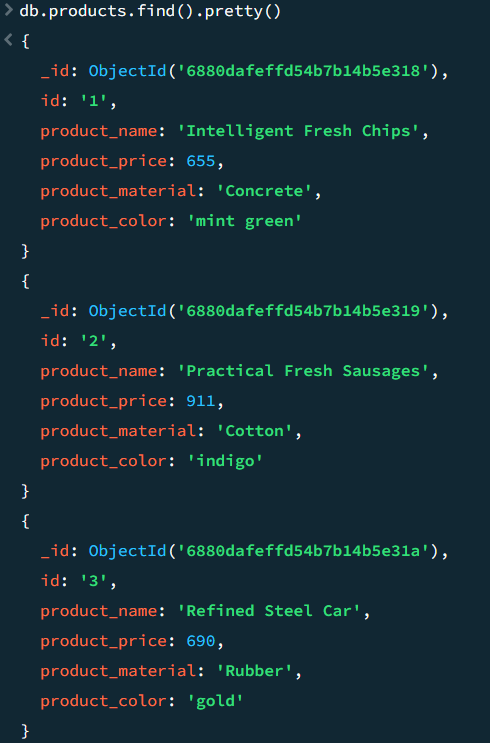 > db.products.find().pretty()
< {
_id: ObjectId('6880dafeffd54b7b14b5e318'),
id: '1',
product_name: 'Intelligent Fresh Chips',
product_price: 655,
product_material: 'Concrete',
product_color: 'mint green'
}
{
_id: ObjectId('6880dafeffd54b7b14b5e319'),
id: '2',
product_name: 'Practical Fresh Sausages',
product_price: 911,
product_material: 'Cotton',
product_color: 'indigo'
}
{
_id: ObjectId('6880dafeffd54b7b14b5e31a'),
id: '3',
product_name: 'Refined Steel Car',
product_price: 690,
product_material: 'Rubber',
product_color: 'gold'
}